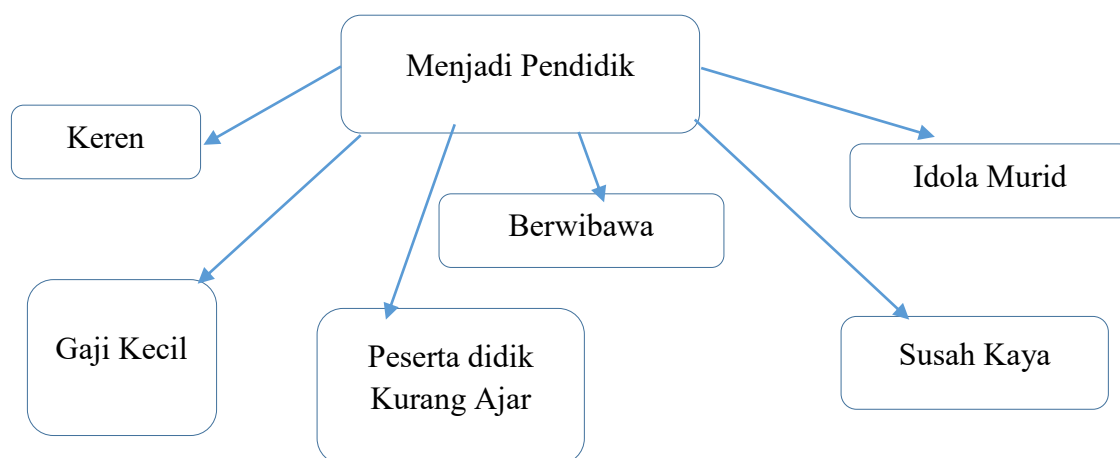 Menjadi Pendidik
Keren
Idola Murid
Berwibawa
Gaji Kecil
Peserta didik
Kurang Ajar
Susah Kaya